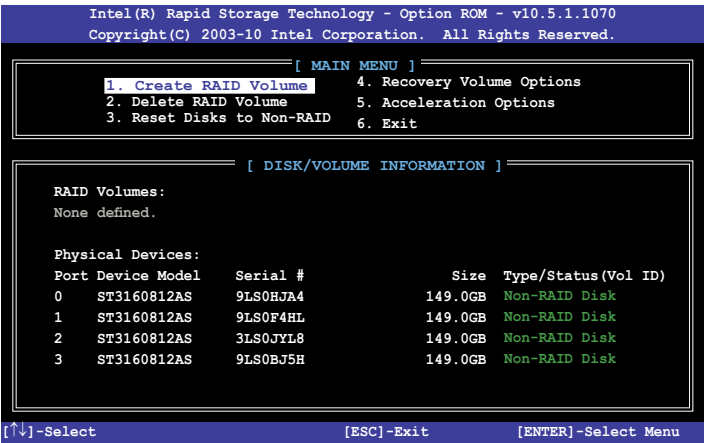 Intel(R) Rapid Storage Technology - Option ROM - v10.5.1.1070
Copyright(C) 2003-10 Intel Corporation. All Rights Reserved.
[ MAIN MENU ]
1. Create RAID Volume 4. Recovery Volume Options
2. Delete RAID Volume 5. Acceleration Options
3. Reset Disks to Non-RAID 6. Exit
[ DISK/VOLUME INFORMATION ]
RAID Volumes:
None defined.
Physical Devices:
Port Device Model Serial # Size Type/Status(Vol ID)
0 ST3160812AS 9LS0HJA4 149.0GB Non-RAID Disk
1 ST3160812AS 9LS0F4HL 149.0GB Non-RAID Disk
2 ST3160812AS 3LS0JYL8 149.0GB Non-RAID Disk
3 ST3160812AS 9LS0BJ5H 149.0GB Non-RAID Disk
[↑↓]-Select [ESC]-Exit [ENTER]-Select Menu